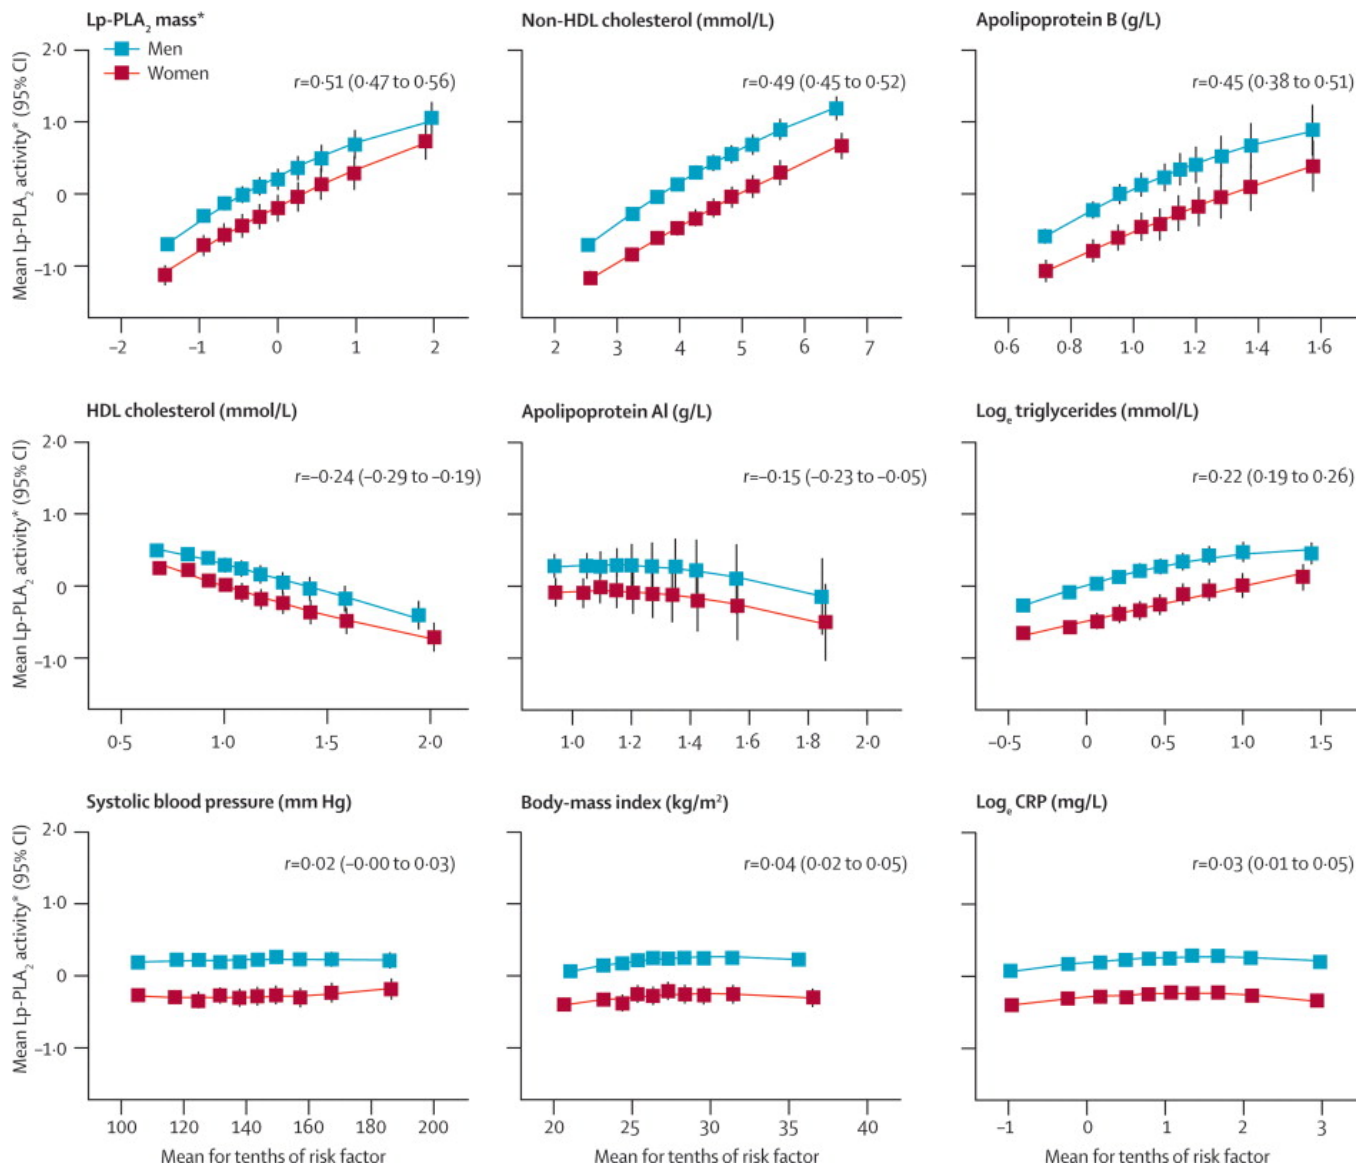 Lp-PLA₂ mass*
Men
Women
r=0·51 (0·47 to 0·56)
Mean Lp-PLA₂ activity* (95% CI)
2·0
1·0
0
−1·0
−2 −1 0 1 2
Non-HDL cholesterol (mmol/L)
r=0·49 (0·45 to 0·52)
2 3 4 5 6 7
Apolipoprotein B (g/L)
r=0·45 (0·38 to 0·51)
0·6 0·8 1·0 1·2 1·4 1·6
HDL cholesterol (mmol/L)
r=−0·24 (−0·29 to −0·19)
Mean Lp-PLA₂ activity* (95% CI)
2·0
1·0
0
−1·0
0·5 1·0 1·5 2·0
Apolipoprotein AI (g/L)
r=−0·15 (−0·23 to −0·05)
1·0 1·2 1·4 1·6 1·8 2·0
Logₑ triglycerides (mmol/L)
r=0·22 (0·19 to 0·26)
−0·5 0 0·5 1·0 1·5
Systolic blood pressure (mm Hg)
r=0·02 (−0·00 to 0·03)
Mean Lp-PLA₂ activity* (95% CI)
2·0
1·0
0
−1·0
100 120 140 160 180 200
Mean for tenths of risk factor
Body-mass index (kg/m²)
r=0·04 (0·02 to 0·05)
20 25 30 35 40
Mean for tenths of risk factor
Logₑ CRP (mg/L)
r=0·03 (0·01 to 0·05)
−1 0 1 2 3
Mean for tenths of risk factor